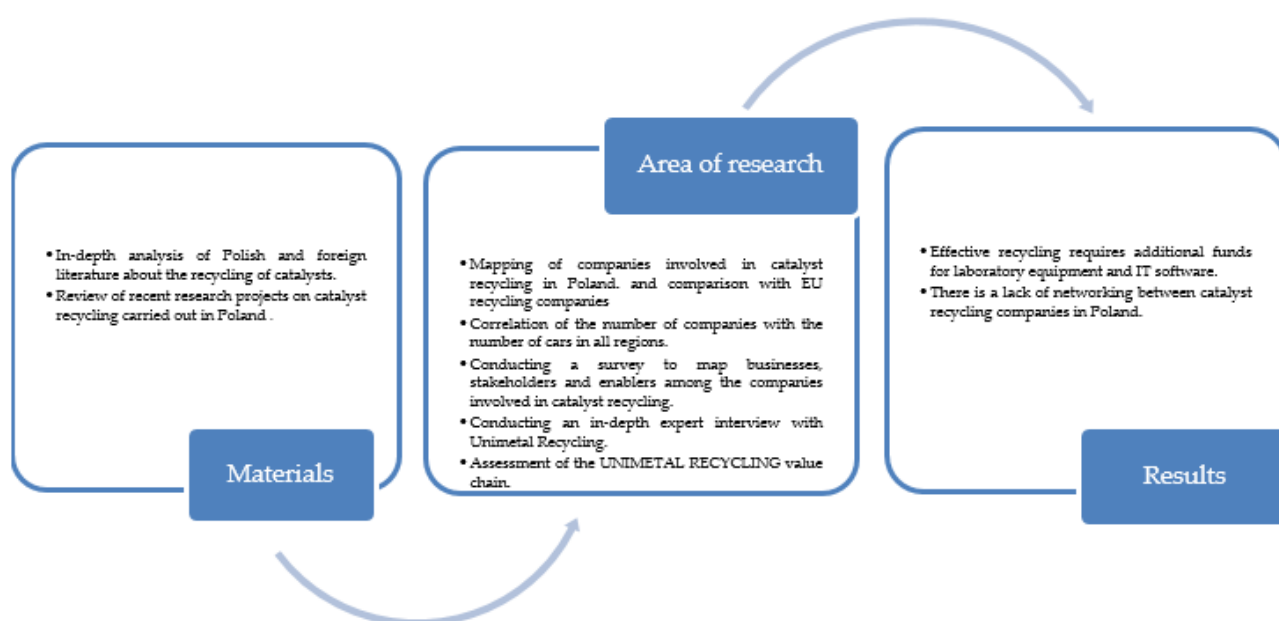 • In-depth analysis of Polish and foreign
literature about the recycling of catalysts.
• Review of recent research projects on catalyst
recycling carried out in Poland .
Materials
Area of research
• Mapping of companies involved in catalyst
recycling in Poland. and comparison with EU
recycling companies
• Correlation of the number of companies with the
number of cars in all regions.
• Conducting a survey to map businesses,
stakeholders and enablers among the companies
involved in catalyst recycling.
• Conducting an in-depth expert interview with
Unimetal Recycling.
• Assessment of the UNIMETAL RECYCLING value
chain.
• Effective recycling requires additional funds
for laboratory equipment and IT software.
• There is a lack of networking between catalyst
recycling companies in Poland.
Results